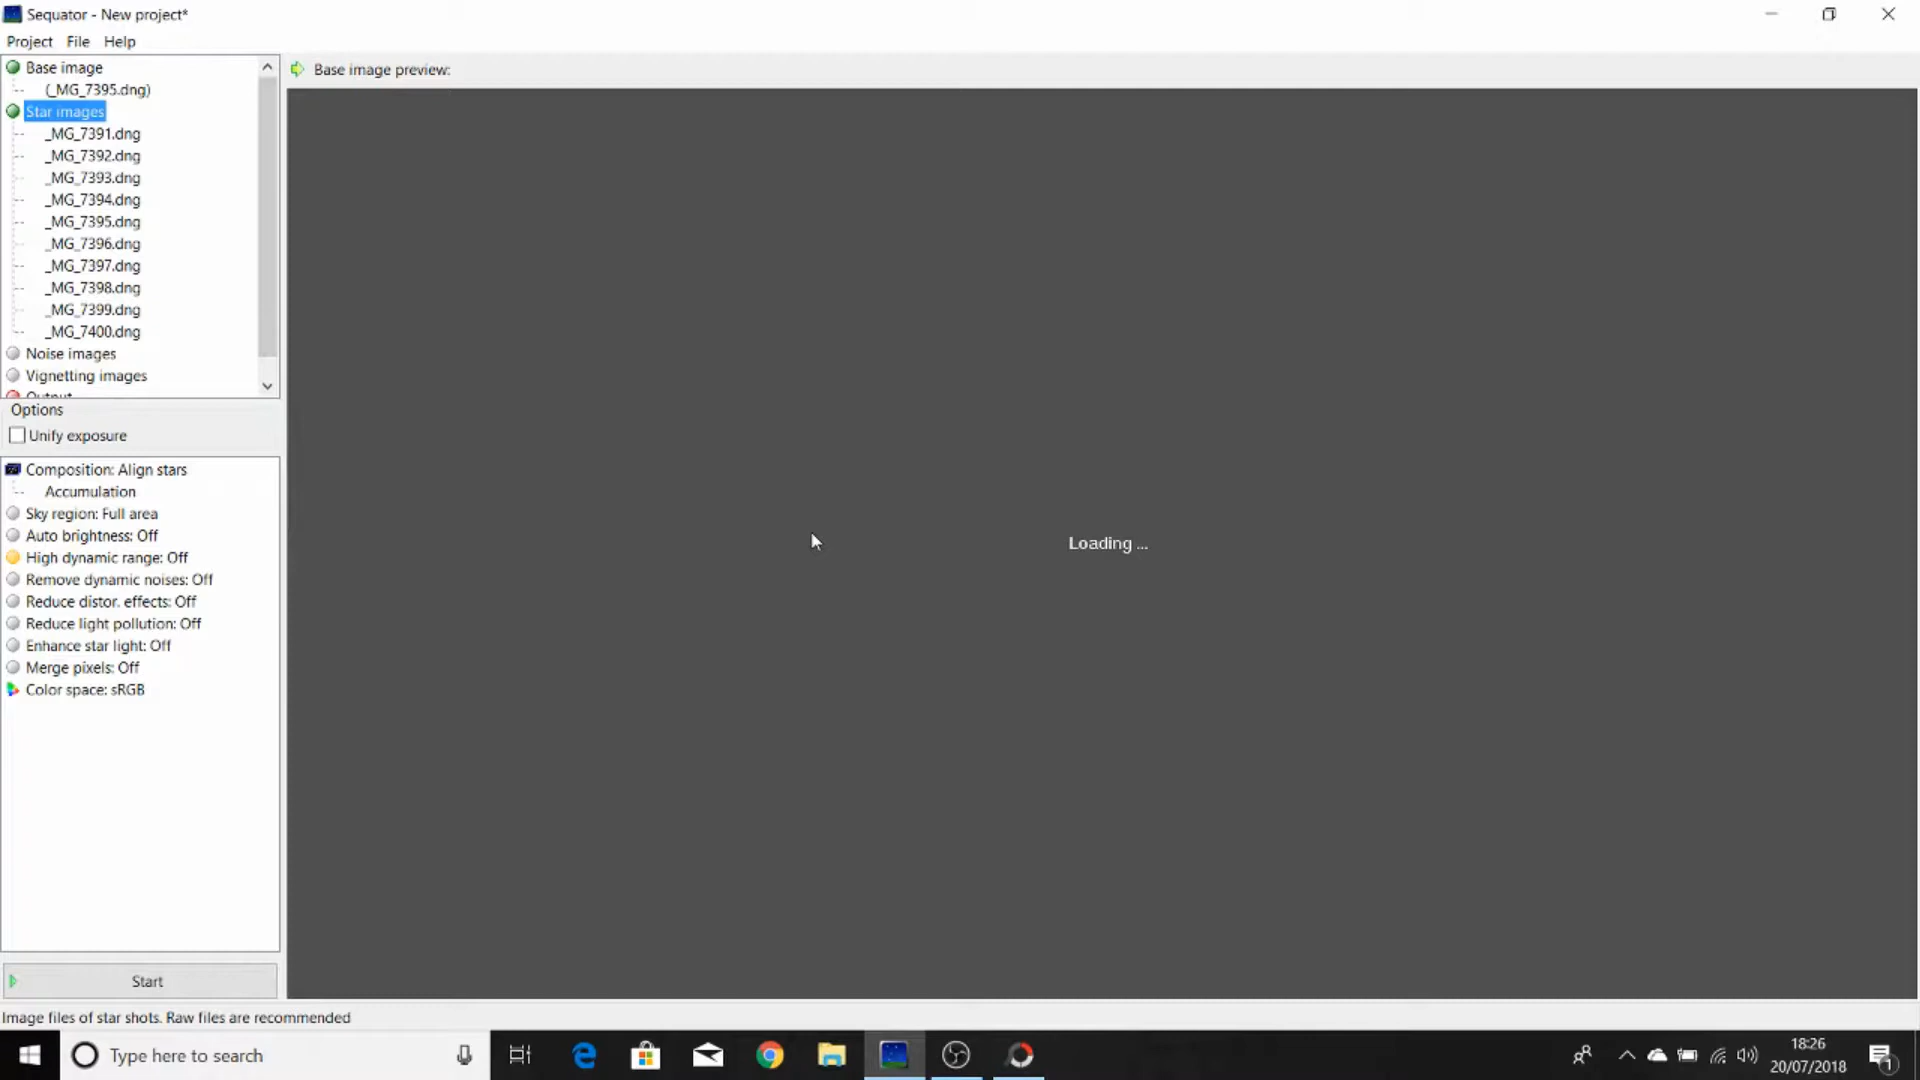 Sequator - New project*
Project File Help
Base image
(_MG_7395.dng)
Star images
_MG_7391.dng
_MG_7392.dng
_MG_7393.dng
_MG_7394.dng
_MG_7395.dng
_MG_7396.dng
_MG_7397.dng
_MG_7398.dng
_MG_7399.dng
_MG_7400.dng
Noise images
Vignetting images
Output
Options
Unify exposure
Composition: Align stars
Accumulation
Sky region: Full area
Auto brightness: Off
High dynamic range: Off
Remove dynamic noises: Off
Reduce distor. effects: Off
Reduce light pollution: Off
Enhance star light: Off
Merge pixels: Off
Color space: sRGB
Start
Image files of star shots. Raw files are recommended
Base image preview:
Loading ...
Type here to search
18:26
20/07/2018
1